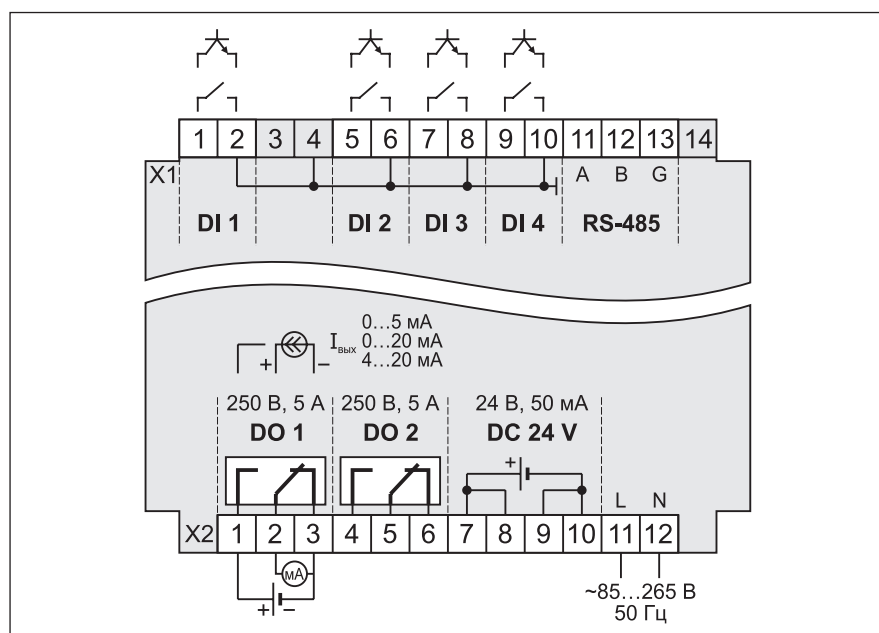 1 2 3 4 5 6 7 8 9 10 11 12 13 14
X1 A B G
DI 1 DI 2 DI 3 DI 4 RS-485
0...5 мА
Iвых 0...20 мА
4...20 мА
+ −
250 В, 5 А 250 В, 5 А 24 В, 50 мА
DO 1 DO 2 DC 24 V
+
L N
X2 1 2 3 4 5 6 7 8 9 10 11 12
мА
+ −
~85...265 В
50 Гц